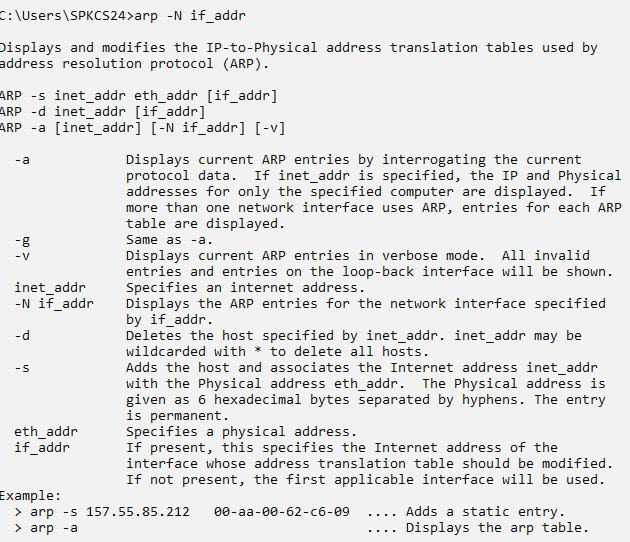 C:\Users\SPKCS24>arp -N if_addr
Displays and modifies the IP-to-Physical address translation tables used by
address resolution protocol (ARP).
ARP -s inet_addr eth_addr [if_addr]
ARP -d inet_addr [if_addr]
ARP -a [inet_addr] [-N if_addr] [-v]
-a Displays current ARP entries by interrogating the current
protocol data. If inet_addr is specified, the IP and Physical
addresses for only the specified computer are displayed. If
more than one network interface uses ARP, entries for each ARP
table are displayed.
-g Same as -a.
-v Displays current ARP entries in verbose mode. All invalid
entries and entries on the loop-back interface will be shown.
inet_addr Specifies an internet address.
-N if_addr Displays the ARP entries for the network interface specified
by if_addr.
-d Deletes the host specified by inet_addr. inet_addr may be
wildcarded with * to delete all hosts.
-s Adds the host and associates the Internet address inet_addr
with the Physical address eth_addr. The Physical address is
given as 6 hexadecimal bytes separated by hyphens. The entry
is permanent.
eth_addr Specifies a physical address.
if_addr If present, this specifies the Internet address of the
interface whose address translation table should be modified.
If not present, the first applicable interface will be used.
Example:
> arp -s 157.55.85.212 00-aa-00-62-c6-09 .... Adds a static entry.
> arp -a .... Displays the arp table.